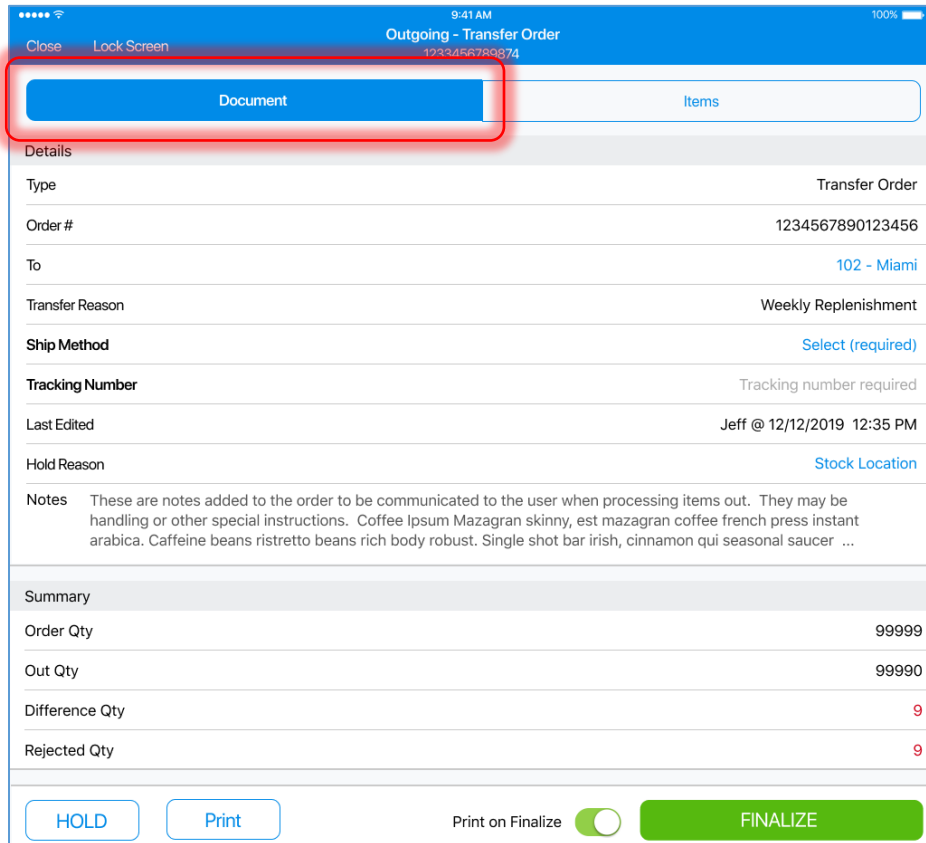 9:41 AM
100%
Close
Lock Screen
Outgoing - Transfer Order
1233456789874
Document
Items
Details
Type
Transfer Order
Order #
1234567890123456
To
102 - Miami
Transfer Reason
Weekly Replenishment
Ship Method
Select (required)
Tracking Number
Tracking number required
Last Edited
Jeff @ 12/12/2019 12:35 PM
Hold Reason
Stock Location
Notes
These are notes added to the order to be communicated to the user when processing items out. They may be
handling or other special instructions. Coffee Ipsum Mazagran skinny, est mazagran coffee french press instant
arabica. Caffeine beans ristretto beans rich body robust. Single shot bar irish, cinnamon qui seasonal saucer ...
Summary
Order Qty
99999
Out Qty
99990
Difference Qty
9
Rejected Qty
9
HOLD
Print
Print on Finalize
FINALIZE